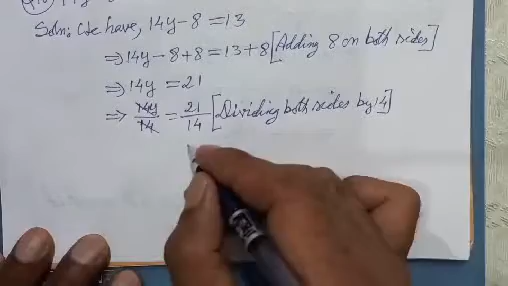 Soln: We have, 14y - 8 = 13
⇒ 14y - 8 + 8 = 13 + 8 [Adding 8 on both sides]
⇒ 14y = 21
⇒ 14y/14 = 21/14 [Dividing both sides by 14]